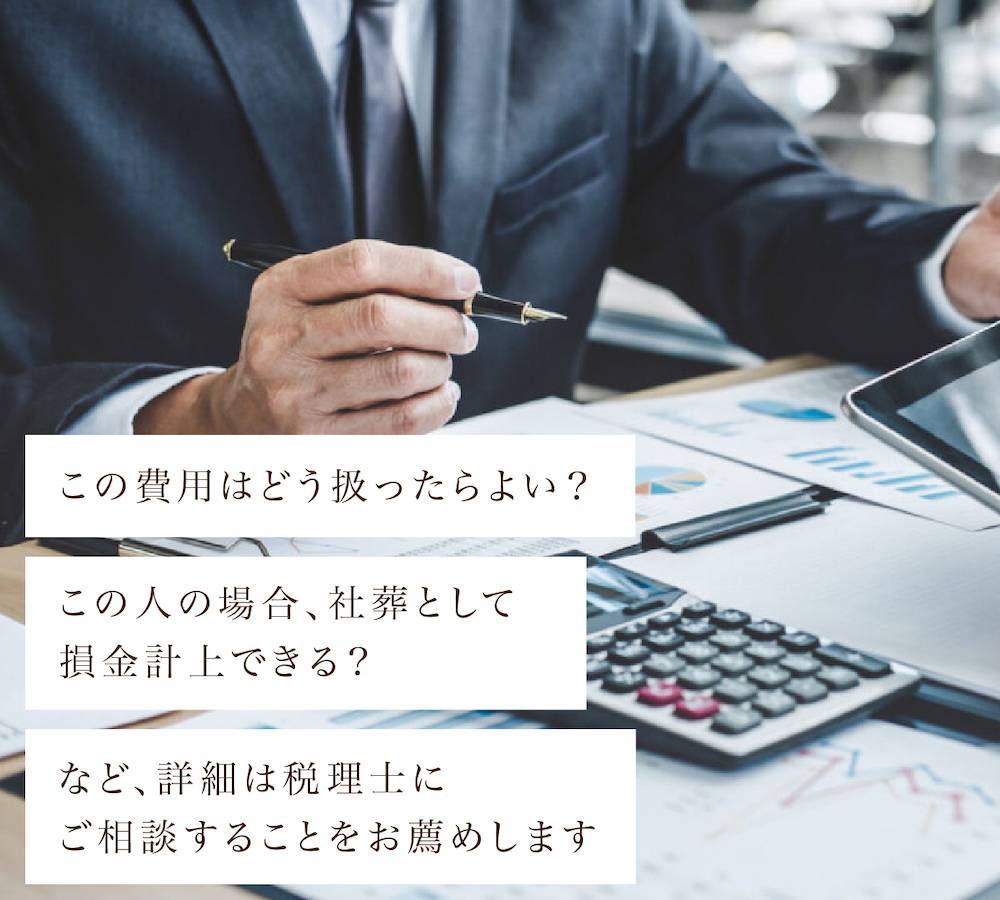 この費用はどう扱ったらよい？
この人の場合、社葬として
損金計上できる？
など、詳細は税理士に
ご相談することをお薦めします